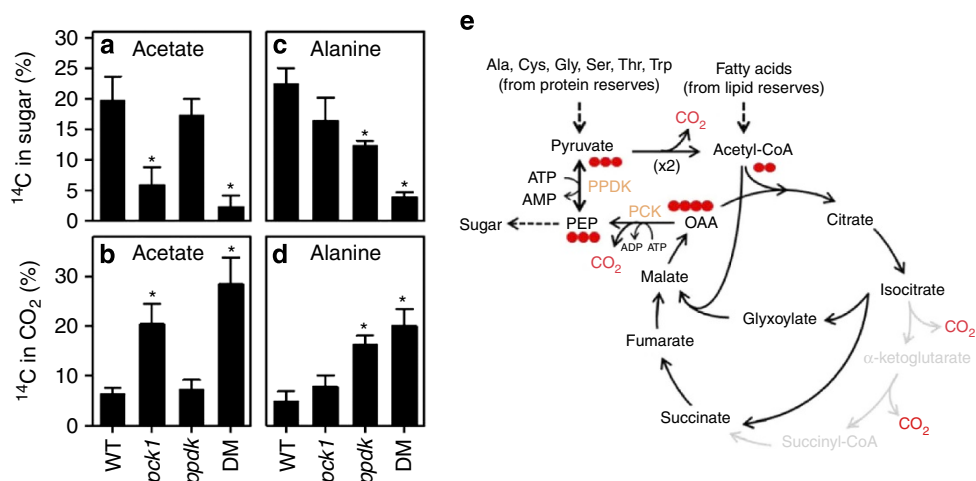 a Acetate
c Alanine
¹⁴C in sugar (%)
30
25
20
15
10
5
0
*
*
*
*
b Acetate
d Alanine
¹⁴C in CO₂ (%)
30
20
10
0
*
*
*
*
WT
pck1
ppdk
DM
WT
pck1
ppdk
DM
e
Ala, Cys, Gly, Ser, Thr, Trp
(from protein reserves)
Fatty acids
(from lipid reserves)
CO₂
Pyruvate
(x2)
Acetyl-CoA
ATP
PPDK
AMP
PCK
Sugar
PEP
OAA
ADP ATP
CO₂
Citrate
Malate
Isocitrate
Glyxoylate
CO₂
Fumarate
α-ketoglutarate
Succinate
CO₂
Succinyl-CoA